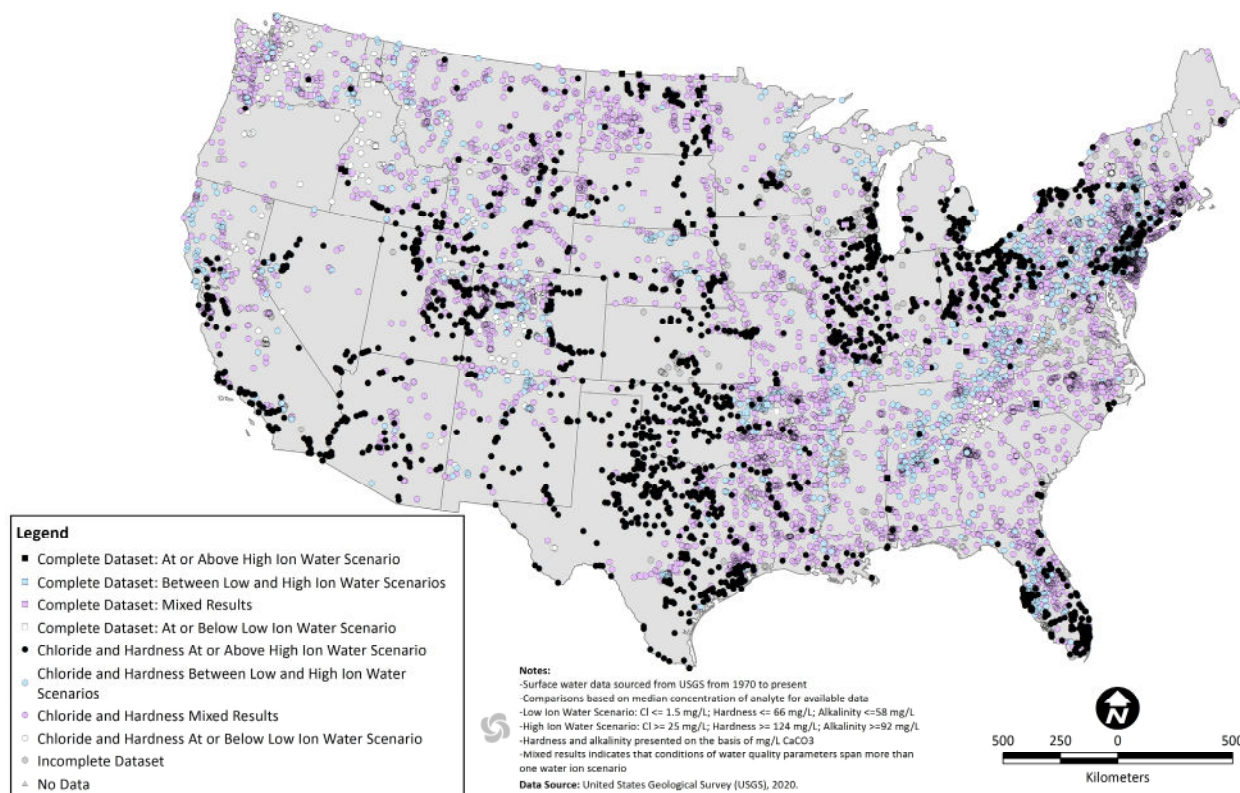 Legend
Complete Dataset: At or Above High Ion Water Scenario
Complete Dataset: Between Low and High Ion Water Scenarios
Complete Dataset: Mixed Results
Complete Dataset: At or Below Low Ion Water Scenario
Chloride and Hardness At or Above High Ion Water Scenario
Chloride and Hardness Between Low and High Ion Water
Scenarios
Chloride and Hardness Mixed Results
Chloride and Hardness At or Below Low Ion Water Scenario
Incomplete Dataset
No Data
Notes:
-Surface water data sourced from USGS from 1970 to present
-Comparisons based on median concentration of analyte for available data
-Low Ion Water Scenario: Cl <= 1.5 mg/L; Hardness <= 66 mg/L; Alkalinity <=58 mg/L
-High Ion Water Scenario: Cl >= 25 mg/L; Hardness >= 124 mg/L; Alkalinity >=92 mg/L
-Hardness and alkalinity presented on the basis of mg/L CaCO3
-Mixed results indicates that conditions of water quality parameters span more than
one water ion scenario
Data Source: United States Geological Survey (USGS), 2020.
N
500 250 0 500
Kilometers